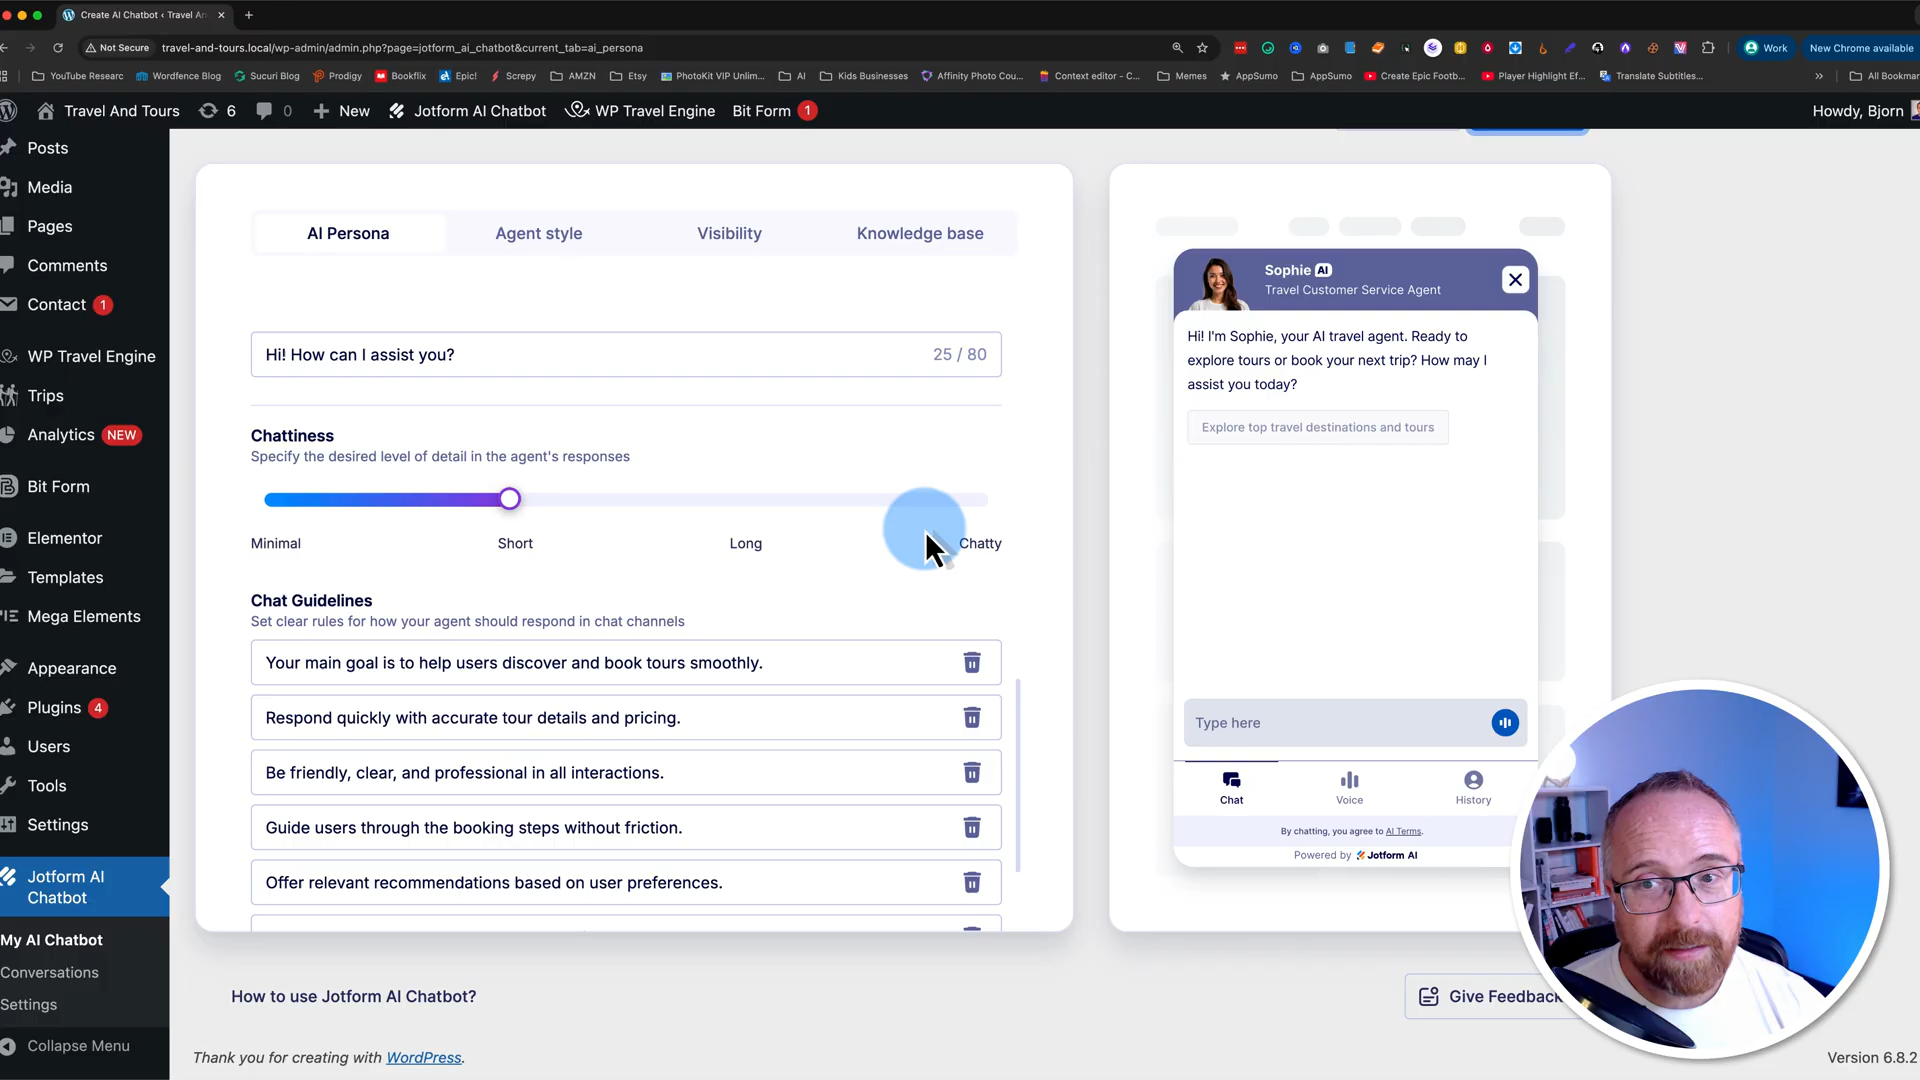 Create AI Chatbot ‹ Travel An
Not Secure
travel-and-tours.local/wp-admin/admin.php?page=jotform_ai_chatbot&current_tab=ai_persona
Work
New Chrome available
YouTube Researc
Wordfence Blog
Sucuri Blog
Prodigy
Bookflix
Epic!
Screpy
AMZN
Etsy
PhotoKit VIP Unlim...
AI
Kids Businesses
Affinity Photo Cou...
Context editor - C...
Memes
AppSumo
AppSumo
Create Epic Footb...
Player Highlight Ef...
Translate Subtitles...
»
All Bookmar
Travel And Tours
6
0
New
Jotform AI Chatbot
WP Travel Engine
Bit Form 1
Howdy, Bjorn
Posts
Media
Pages
Comments
Contact 1
WP Travel Engine
Trips
Analytics NEW
Bit Form
Elementor
Templates
Mega Elements
Appearance
Plugins 4
Users
Tools
Settings
Jotform AI
Chatbot
My AI Chatbot
Conversations
Settings
Collapse Menu
AI Persona
Agent style
Visibility
Knowledge base
Hi! How can I assist you?
25 / 80
Chattiness
Specify the desired level of detail in the agent's responses
Minimal
Short
Long
Chatty
Chat Guidelines
Set clear rules for how your agent should respond in chat channels
Your main goal is to help users discover and book tours smoothly.
Respond quickly with accurate tour details and pricing.
Be friendly, clear, and professional in all interactions.
Guide users through the booking steps without friction.
Offer relevant recommendations based on user preferences.
Sophie AI
Travel Customer Service Agent
Hi! I'm Sophie, your AI travel agent. Ready to
explore tours or book your next trip? How may I
assist you today?
Explore top travel destinations and tours
Type here
Chat
Voice
History
By chatting, you agree to AI Terms.
Powered by Jotform AI
How to use Jotform AI Chatbot?
Give Feedback
Thank you for creating with WordPress.
Version 6.8.2